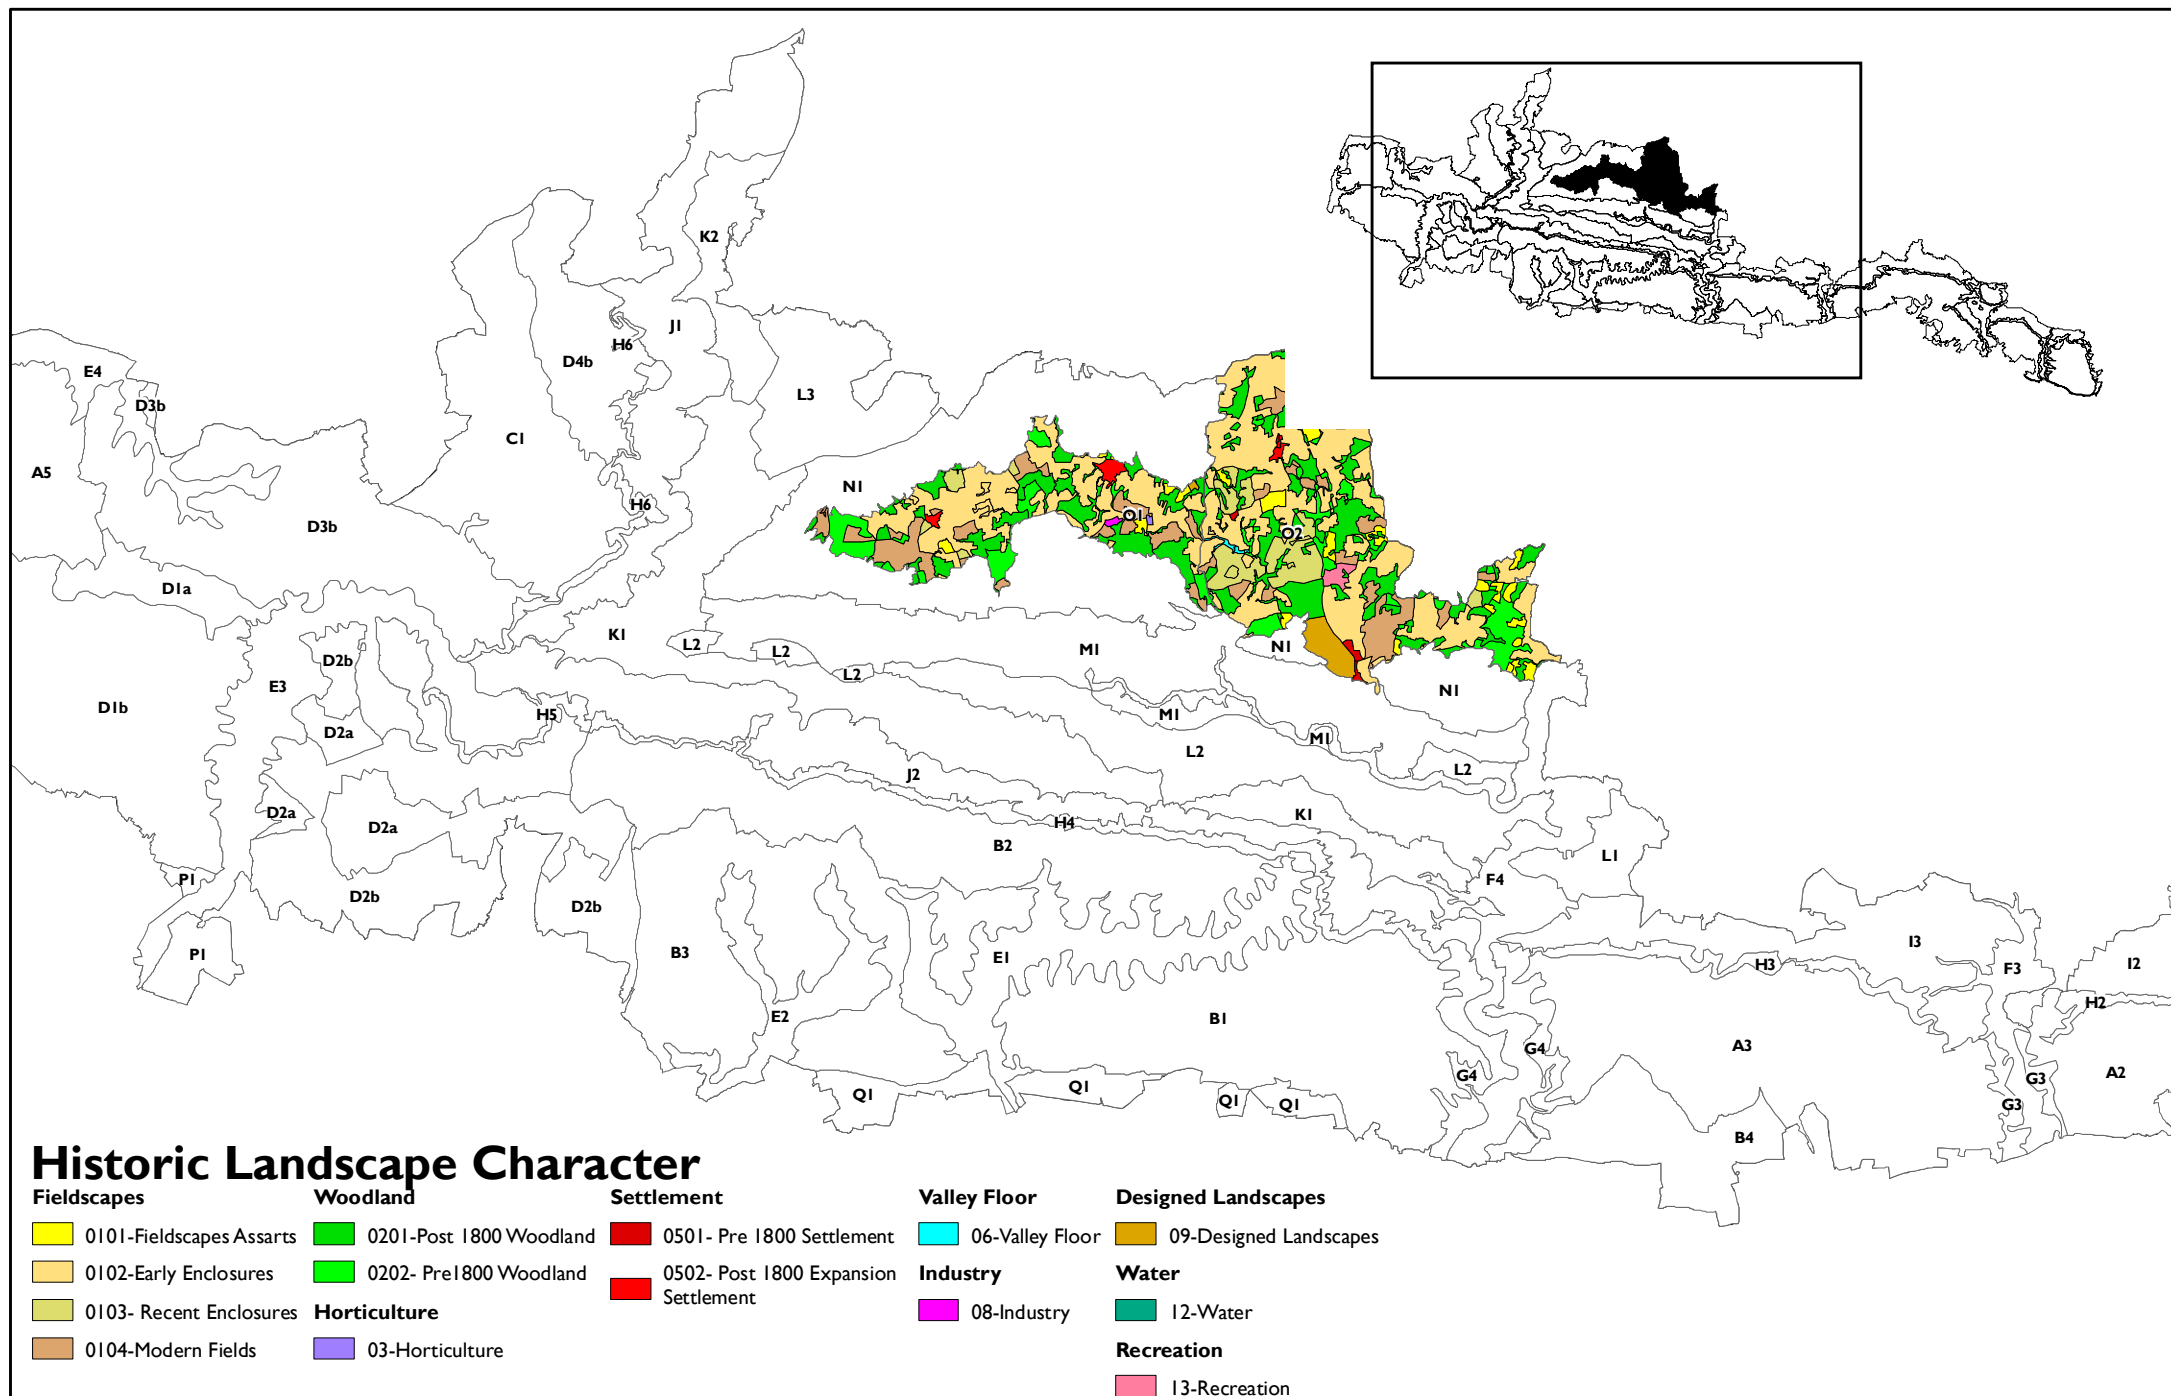 K2
J1
H6
D4b
E4
D3b
L3
C1
A5
N1
H6
O1
D3b
O2
D1a
K1
L2
L2
M1
N1
D2b
L2
E3
N1
D1b
H5
M1
D2a
M1
L2
L2
J2
D2a
D2a
K1
H4
B2
L1
P1
F4
D2b
D2b
P1
B3
E1
I3
H3
F3
I2
H2
E2
B1
G4
A3
G4
G3
A2
Q1
Q1
Q1
Q1
G3
B4
Historic Landscape Character
Fieldscapes
0101-Fieldscapes Assarts
0102-Early Enclosures
0103- Recent Enclosures
0104-Modern Fields
Woodland
0201-Post 1800 Woodland
0202- Pre1800 Woodland
Horticulture
03-Horticulture
Settlement
0501- Pre 1800 Settlement
0502- Post 1800 Expansion
Settlement
Valley Floor
06-Valley Floor
Industry
08-Industry
Designed Landscapes
09-Designed Landscapes
Water
12-Water
Recreation
13-Recreation